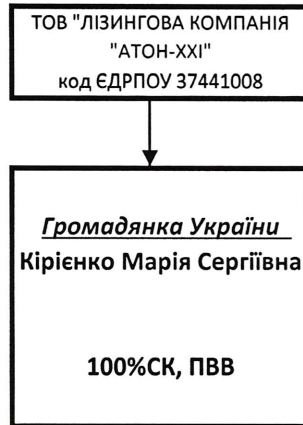 ТОВ "ЛІЗИНГОВА КОМПАНІЯ
"АТОН-ХХІ"
код ЄДРПОУ 37441008
Громадянка України
Кірієнко Марія Сергіївна
100%СК, ПВВ